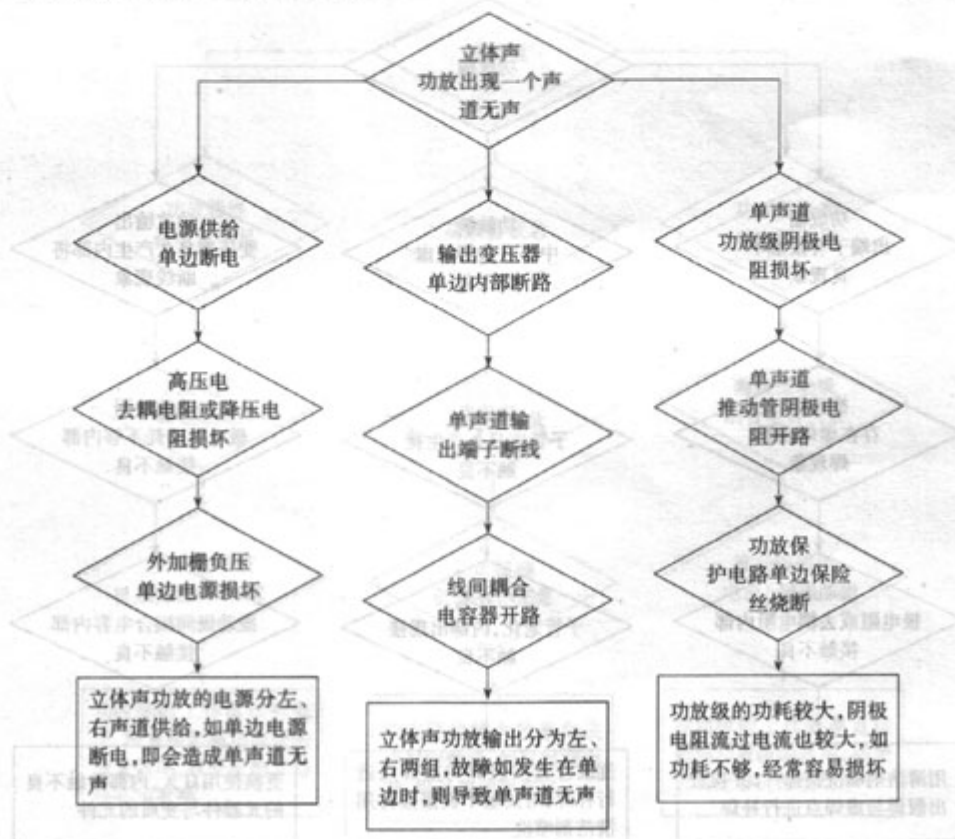 立体声
功放出现一个声
道无声
电源供给
单边断电
输出变压器
单边内部断路
单声道
功放级阴极电
阻损坏
高压电
去耦电阻或降压电
阻损坏
单声道输
出端子断线
单声道
推动管阴极电
阻开路
外加栅负压
单边电源损坏
线间耦合
电容器开路
功放保
护电路单边保险
丝烧断
立体声功放的电源分左、
右声道供给,如单边电源
断电,即会造成单声道无
声
立体声功放输出分为左、
右两组,故障如发生在单
边时,则导致单声道无声
功放级的功耗较大,阴极
电阻流过电流也较大,如
功耗不够,经常容易损坏